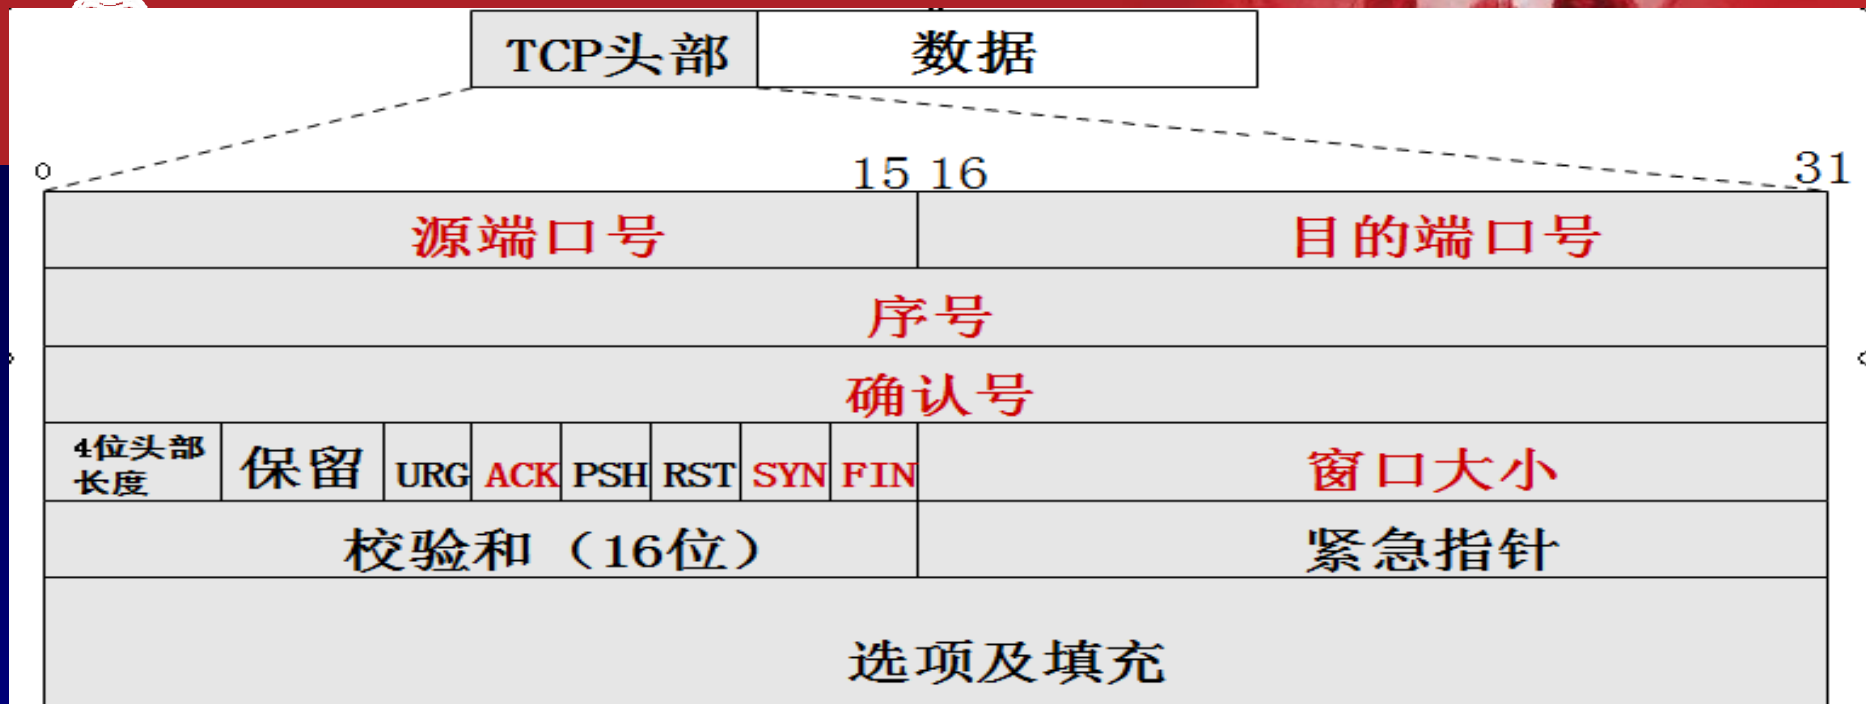 TCP头部 数据
0 15 16 31
源端口号 目的端口号
序号
确认号
4位头部
长度
保留 URG ACK PSH RST SYN FIN 窗口大小
校验和（16位） 紧急指针
选项及填充